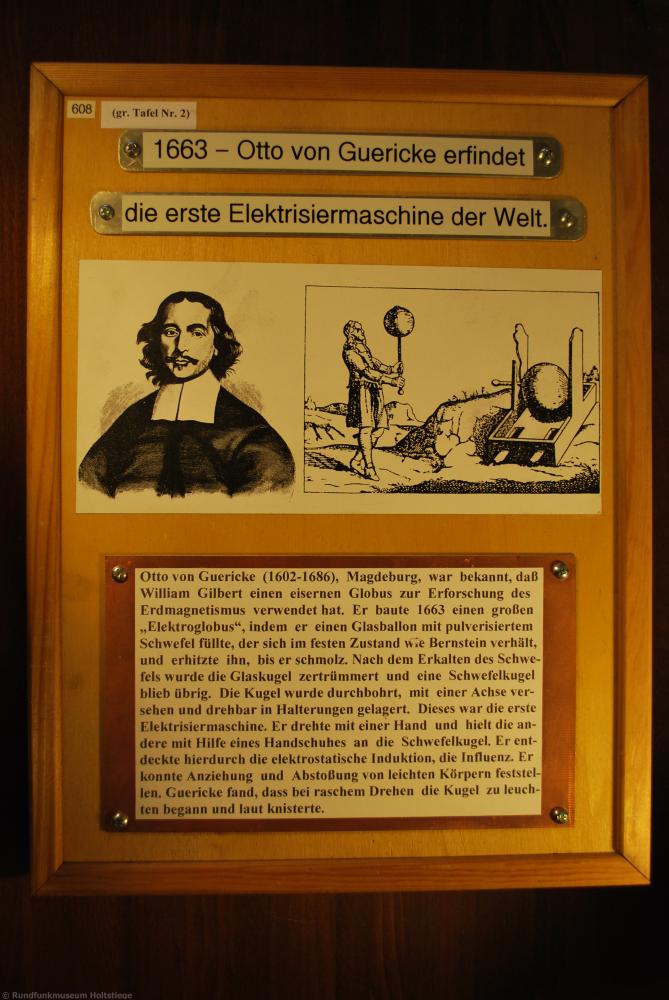 608
(gr. Tafel Nr. 2)
1663 – Otto von Guericke erfindet
die erste Elektrisiermaschine der Welt.
Otto von Guericke (1602-1686), Magdeburg, war bekannt, daß
William Gilbert einen eisernen Globus zur Erforschung des
Erdmagnetismus verwendet hat. Er baute 1663 einen großen
„Elektroglobus“, indem er einen Glasballon mit pulverisiertem
Schwefel füllte, der sich im festen Zustand wie Bernstein verhält,
und erhitzte ihn, bis er schmolz. Nach dem Erkalten des Schwe-
fels wurde die Glaskugel zertrümmert und eine Schwefelkugel
blieb übrig. Die Kugel wurde durchbohrt, mit einer Achse ver-
sehen und drehbar in Halterungen gelagert. Dieses war die erste
Elektrisiermaschine. Er drehte mit einer Hand und hielt die an-
dere mit Hilfe eines Handschuhes an die Schwefelkugel. Er ent-
deckte hierdurch die elektrostatische Induktion, die Influenz. Er
konnte Anziehung und Abstoßung von leichten Körpern feststel-
len. Guericke fand, dass bei raschem Drehen die Kugel zu leuch-
ten begann und laut knisterte.
© Rundfunkmuseum Holtstiege